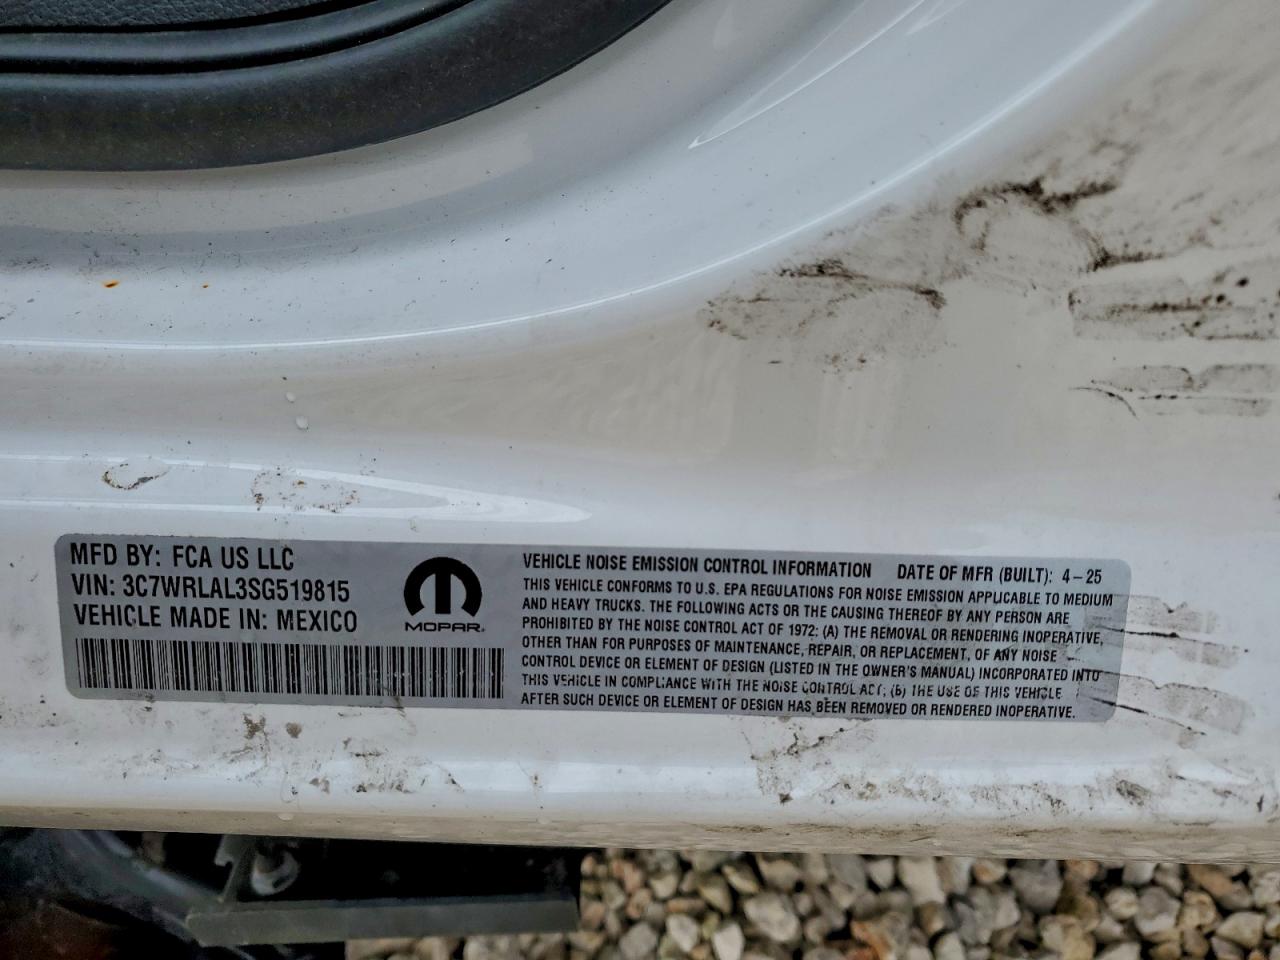 MFD BY: FCA US LLC
VIN: 3C7WRLAL3SG519815
VEHICLE MADE IN: MEXICO
MOPAR
VEHICLE NOISE EMISSION CONTROL INFORMATION DATE OF MFR (BUILT): 4-25
THIS VEHICLE CONFORMS TO U.S. EPA REGULATIONS FOR NOISE EMISSION APPLICABLE TO MEDIUM
AND HEAVY TRUCKS. THE FOLLOWING ACTS OR THE CAUSING THEREOF BY ANY PERSON ARE
PROHIBITED BY THE NOISE CONTROL ACT OF 1972; (A) THE REMOVAL OR RENDERING INOPERATIVE,
OTHER THAN FOR PURPOSES OF MAINTENANCE, REPAIR, OR REPLACEMENT, OF ANY NOISE
CONTROL DEVICE OR ELEMENT OF DESIGN (LISTED IN THE OWNER'S MANUAL) INCORPORATED INTO
THIS VEHICLE IN COMPLIANCE WITH THE NOISE CONTROL ACT; (B) THE USE OF THIS VEHICLE
AFTER SUCH DEVICE OR ELEMENT OF DESIGN HAS BEEN REMOVED OR RENDERED INOPERATIVE.